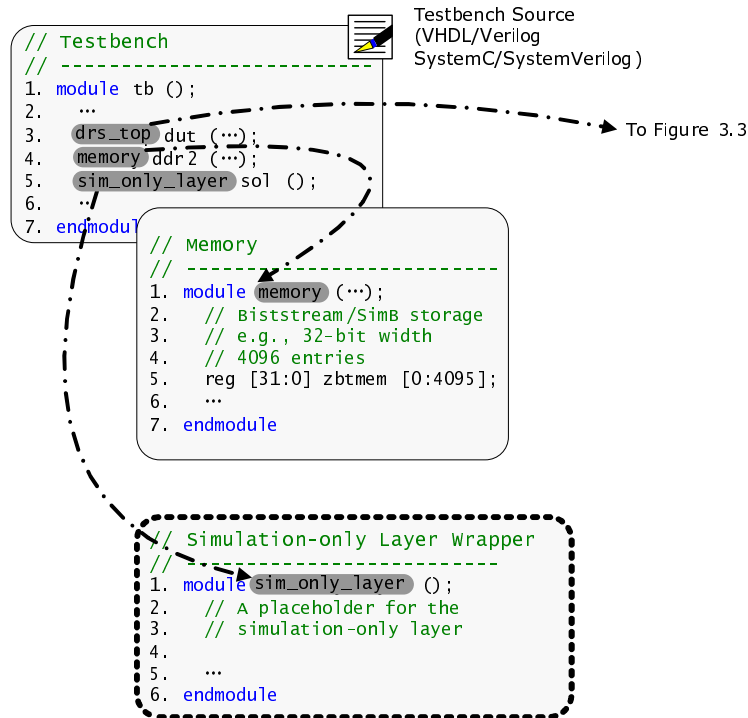 Testbench Source
(VHDL/Verilog
SystemC/SystemVerilog)
// Testbench
// ----------------------------
1. module tb ();
2. ...
3. drs_top dut (...);
4. memory ddr2 (...);
5. sim_only_layer sol ();
6. ...
7. endmodul
To Figure 3.3
// Memory
// ----------------------------
1. module memory (...);
2. // Biststream/SimB storage
3. // e.g., 32-bit width
4. // 4096 entries
5. reg [31:0] zbtmem [0:4095];
6. ...
7. endmodule
// Simulation-only Layer Wrapper
// ----------------------------
1. module sim_only_layer ();
2. // A placeholder for the
3. // simulation-only layer
4.
5. ...
6. endmodule